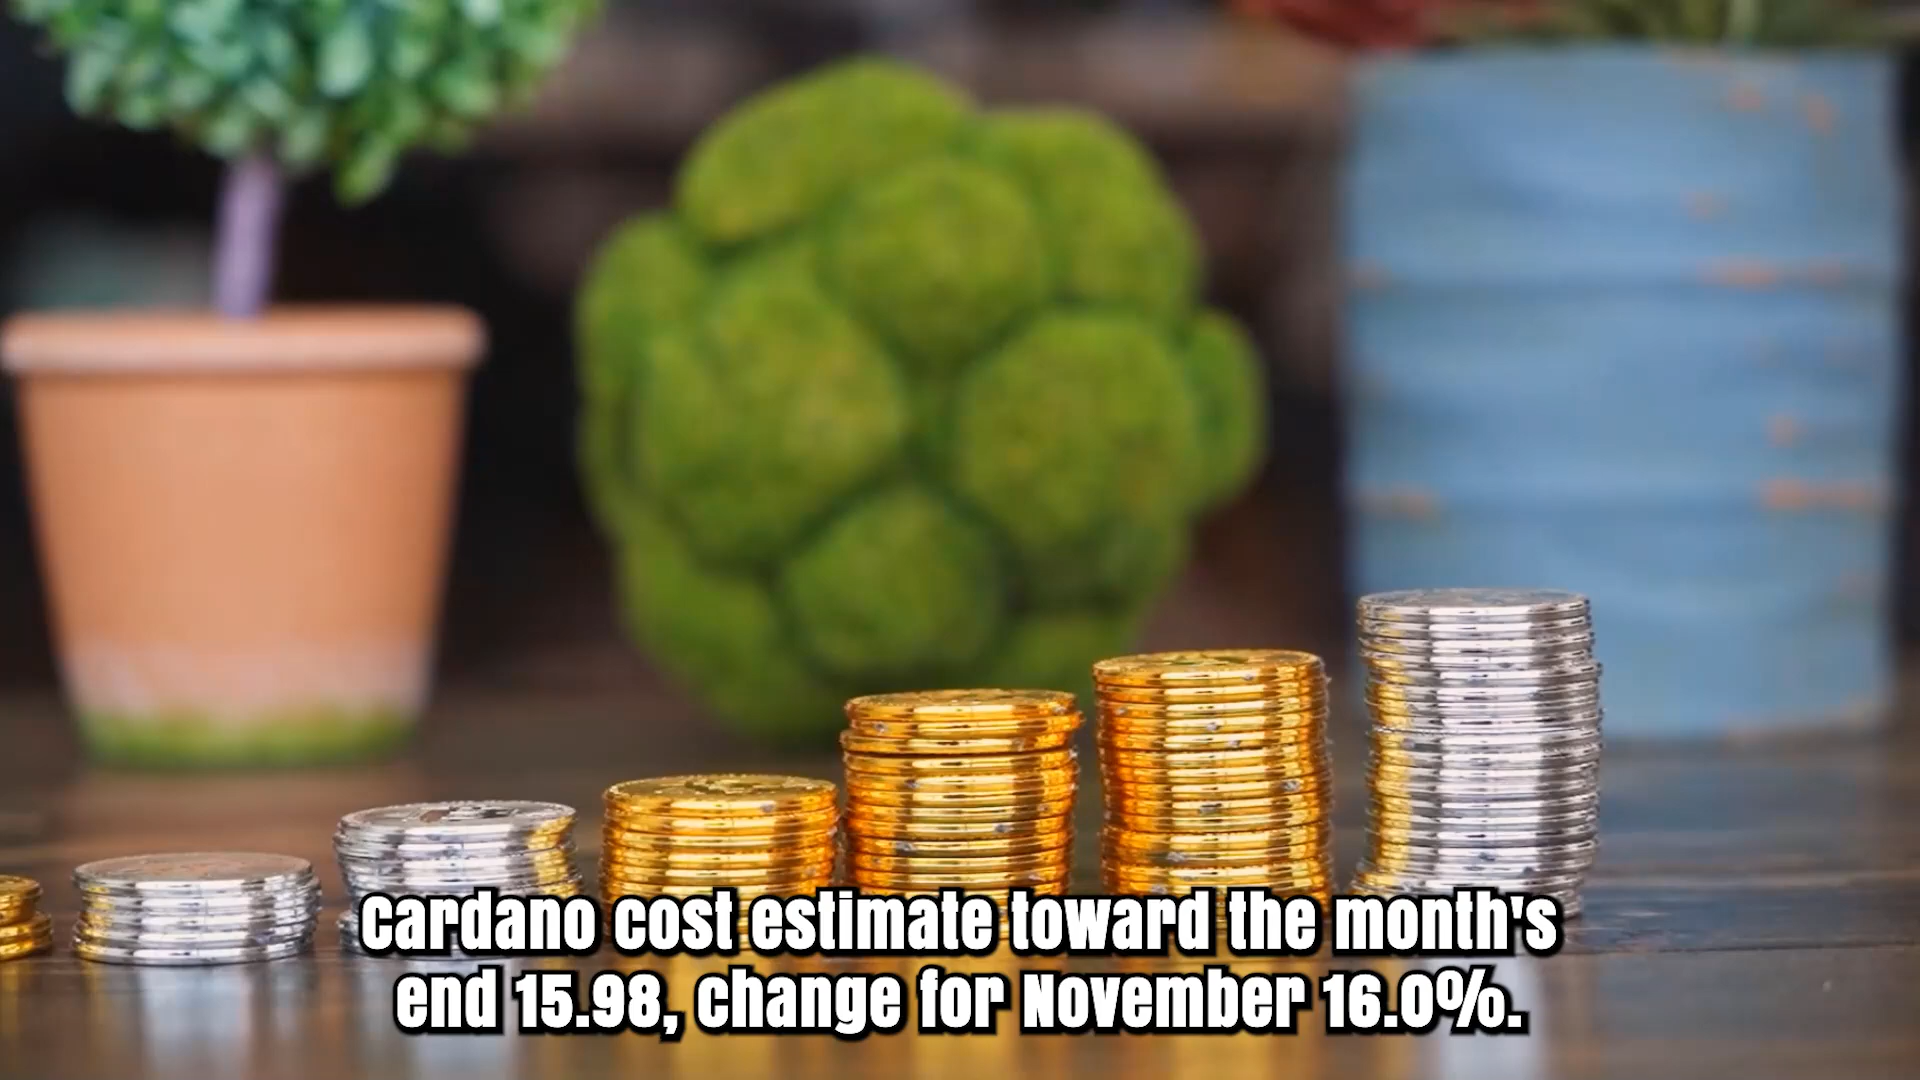 Cardano cost estimate toward the month's
end 15.98, change for November 16.0%.